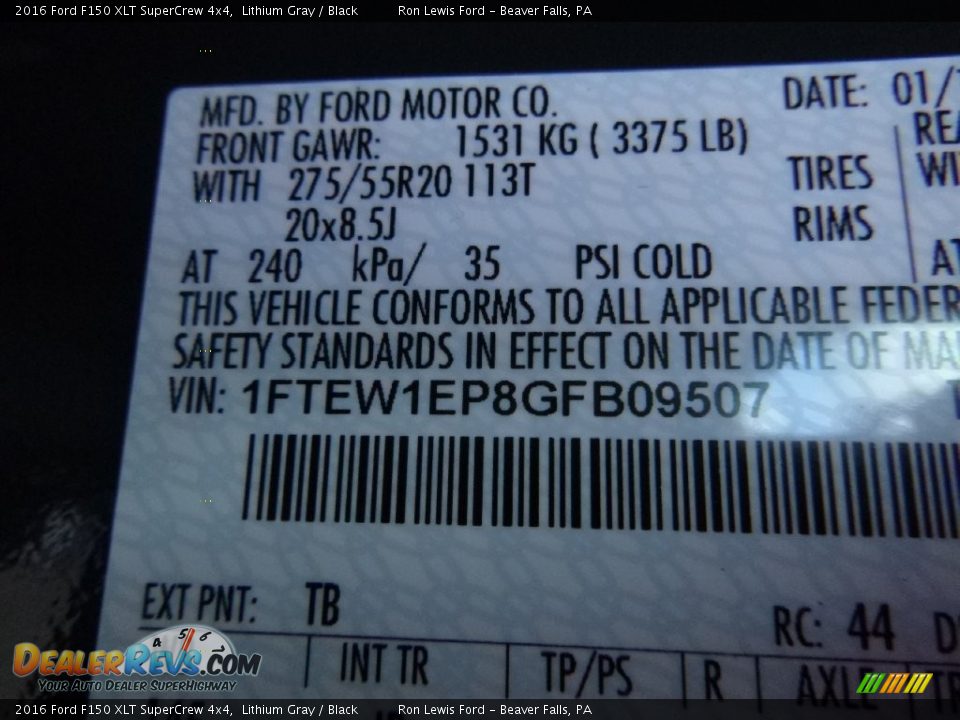 2016 Ford F150 XLT SuperCrew 4x4, Lithium Gray / Black Ron Lewis Ford - Beaver Falls, PA
MFD. BY FORD MOTOR CO. DATE: 01/
FRONT GAWR: 1531 KG ( 3375 LB)
WITH 275/55R20 113T TIRES
20x8.5J RIMS
AT 240 kPa/ 35 PSI COLD
THIS VEHICLE CONFORMS TO ALL APPLICABLE FEDER
SAFETY STANDARDS IN EFFECT ON THE DATE OF MA
VIN: 1FTEW1EP8GFB09507
EXT PNT: TB RC: 44
INT TR TP/PS R AXLE
4 5 6
DEALERREVS.COM
YOUR AUTO DEALER SUPERHIGHWAY
2016 Ford F150 XLT SuperCrew 4x4, Lithium Gray / Black Ron Lewis Ford - Beaver Falls, PA